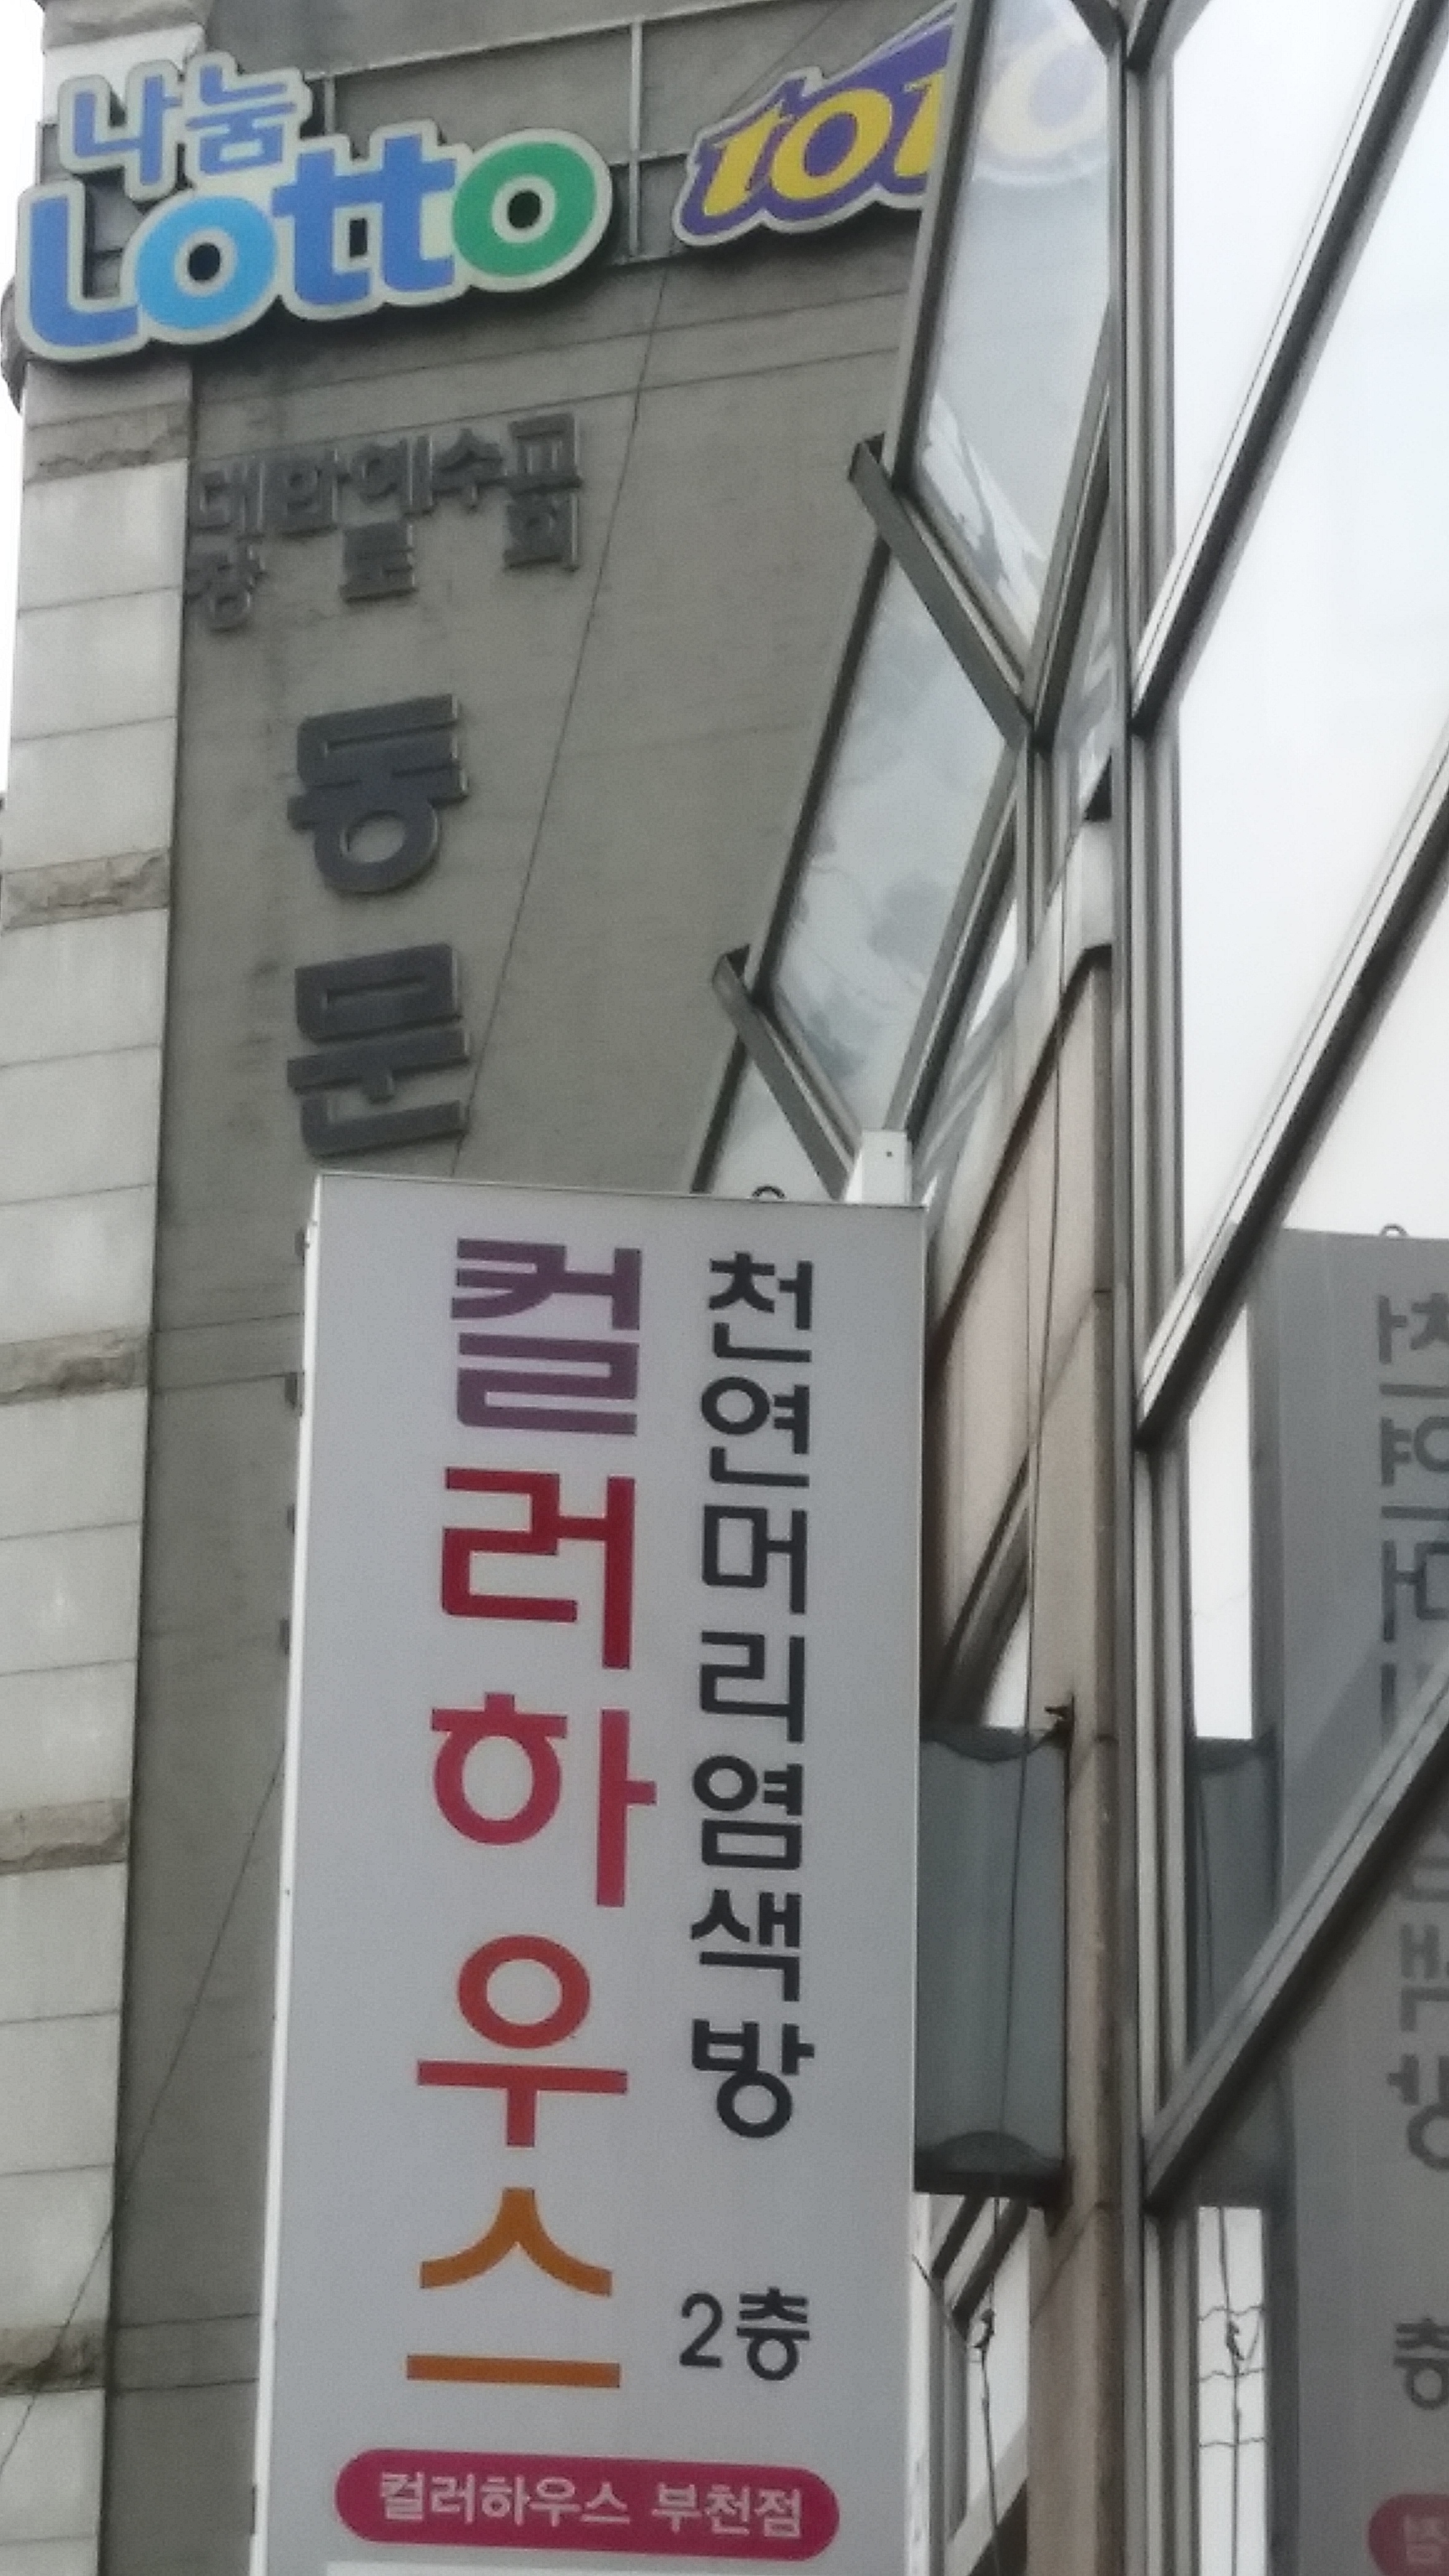 나눔
Lotto
대한예수교
장로회
동문
천연머리염색방
컬러하우스
2층
컬러하우스 부천점